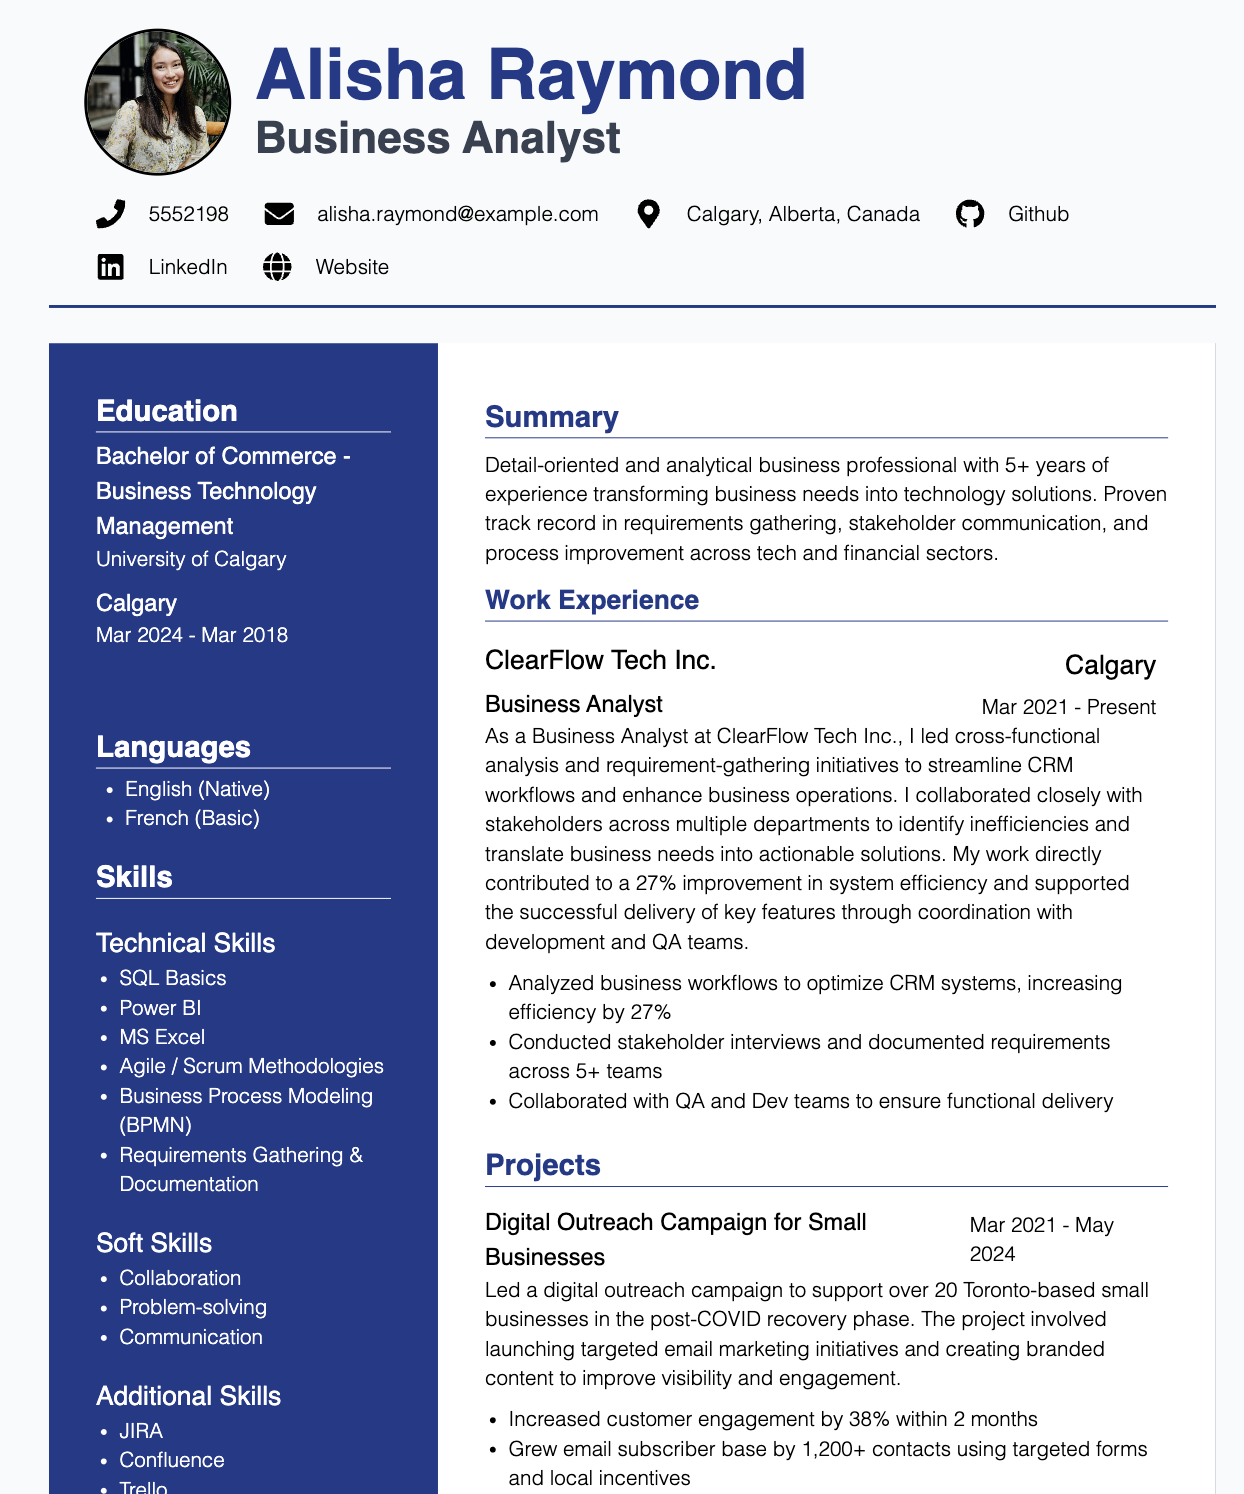 Alisha Raymond
Business Analyst
5552198
alisha.raymond@example.com
Calgary, Alberta, Canada
Github
LinkedIn
Website
Education
Bachelor of Commerce -
Business Technology
Management
University of Calgary
Calgary
Mar 2024 - Mar 2018
Languages
• English (Native)
• French (Basic)
Skills
Technical Skills
• SQL Basics
• Power BI
• MS Excel
• Agile / Scrum Methodologies
• Business Process Modeling
(BPMN)
• Requirements Gathering &
Documentation
Soft Skills
• Collaboration
• Problem-solving
• Communication
Additional Skills
• JIRA
• Confluence
• Trello
Summary
Detail-oriented and analytical business professional with 5+ years of
experience transforming business needs into technology solutions. Proven
track record in requirements gathering, stakeholder communication, and
process improvement across tech and financial sectors.
Work Experience
ClearFlow Tech Inc.
Calgary
Business Analyst
Mar 2021 - Present
As a Business Analyst at ClearFlow Tech Inc., I led cross-functional
analysis and requirement-gathering initiatives to streamline CRM
workflows and enhance business operations. I collaborated closely with
stakeholders across multiple departments to identify inefficiencies and
translate business needs into actionable solutions. My work directly
contributed to a 27% improvement in system efficiency and supported
the successful delivery of key features through coordination with
development and QA teams.
• Analyzed business workflows to optimize CRM systems, increasing
efficiency by 27%
• Conducted stakeholder interviews and documented requirements
across 5+ teams
• Collaborated with QA and Dev teams to ensure functional delivery
Projects
Digital Outreach Campaign for Small
Businesses
Mar 2021 - May
2024
Led a digital outreach campaign to support over 20 Toronto-based small
businesses in the post-COVID recovery phase. The project involved
launching targeted email marketing initiatives and creating branded
content to improve visibility and engagement.
• Increased customer engagement by 38% within 2 months
• Grew email subscriber base by 1,200+ contacts using targeted forms
and local incentives